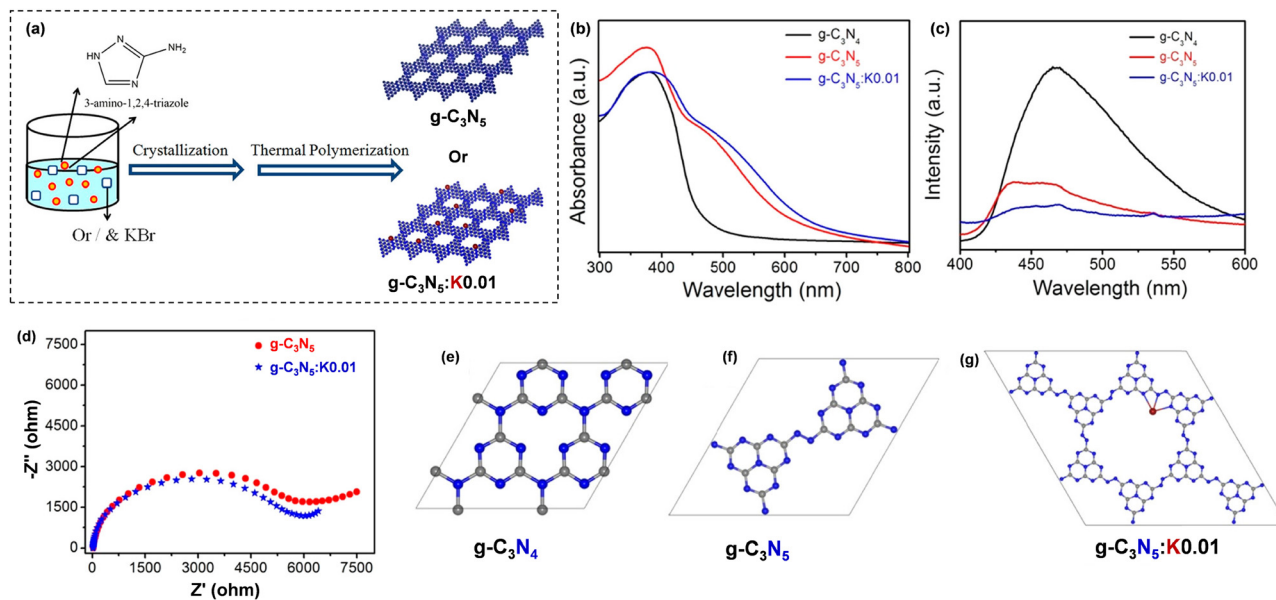 (a)
HN
N
NH₂
N
3-amino-1,2,4-triazole
Crystallization
Thermal Polymerization
Or / & KBr
g-C₃N₅
Or
g-C₃N₅:K0.01
(b)
g-C₃N₄
g-C₃N₅
g-C₃N₅:K0.01
Absorbance (a.u.)
300 400 500 600 700 800
Wavelength (nm)
(c)
g-C₃N₄
g-C₃N₅
g-C₃N₅:K0.01
Intensity (a.u.)
400 450 500 550 600
Wavelength (nm)
(d)
g-C₃N₅
g-C₃N₅:K0.01
-Z'' (ohm)
7500
6000
4500
3000
1500
0
0 1500 3000 4500 6000 7500
Z' (ohm)
(e)
g-C₃N₄
(f)
g-C₃N₅
(g)
g-C₃N₅:K0.01